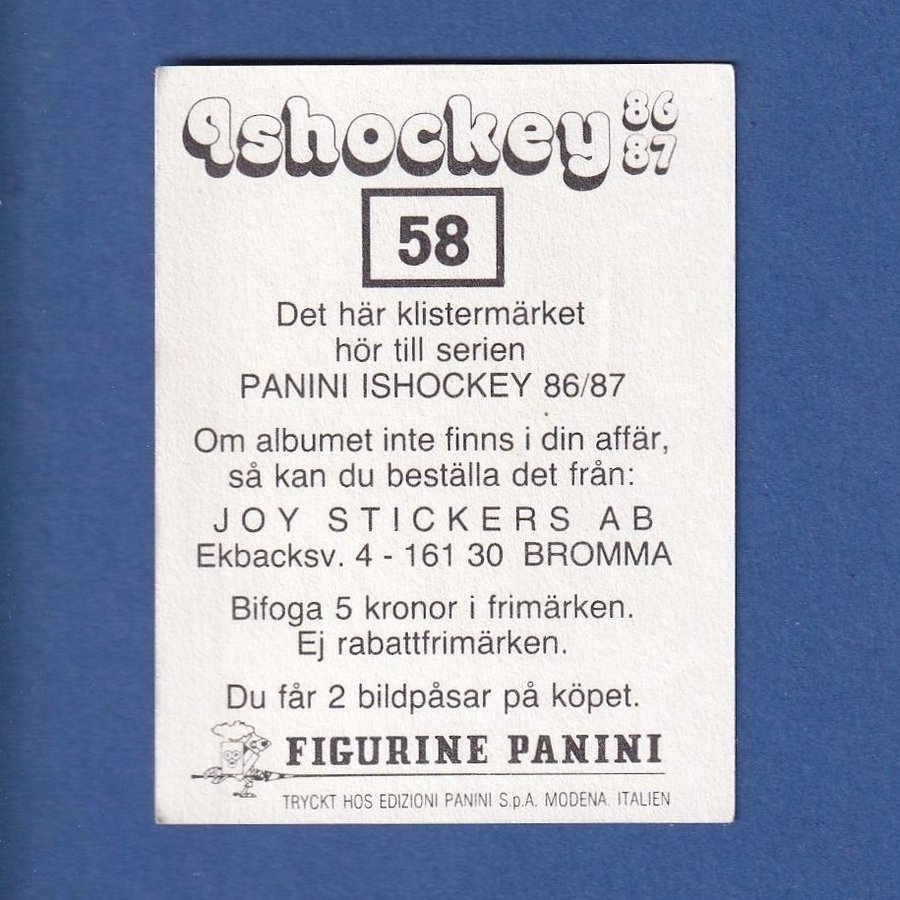 Ishockey 86
87
58
Det här klistermärket
hör till serien
PANINI ISHOCKEY 86/87
Om albumet inte finns i din affär,
så kan du beställa det från:
JOY STICKERS AB
Ekbacksv. 4 - 161 30 BROMMA
Bifoga 5 kronor i frimärken.
Ej rabattfrimärken.
Du får 2 bildpåsar på köpet.
FIGURINE PANINI
TRYCKT HOS EDIZIONI PANINI S.p.A. MODENA. ITALIEN